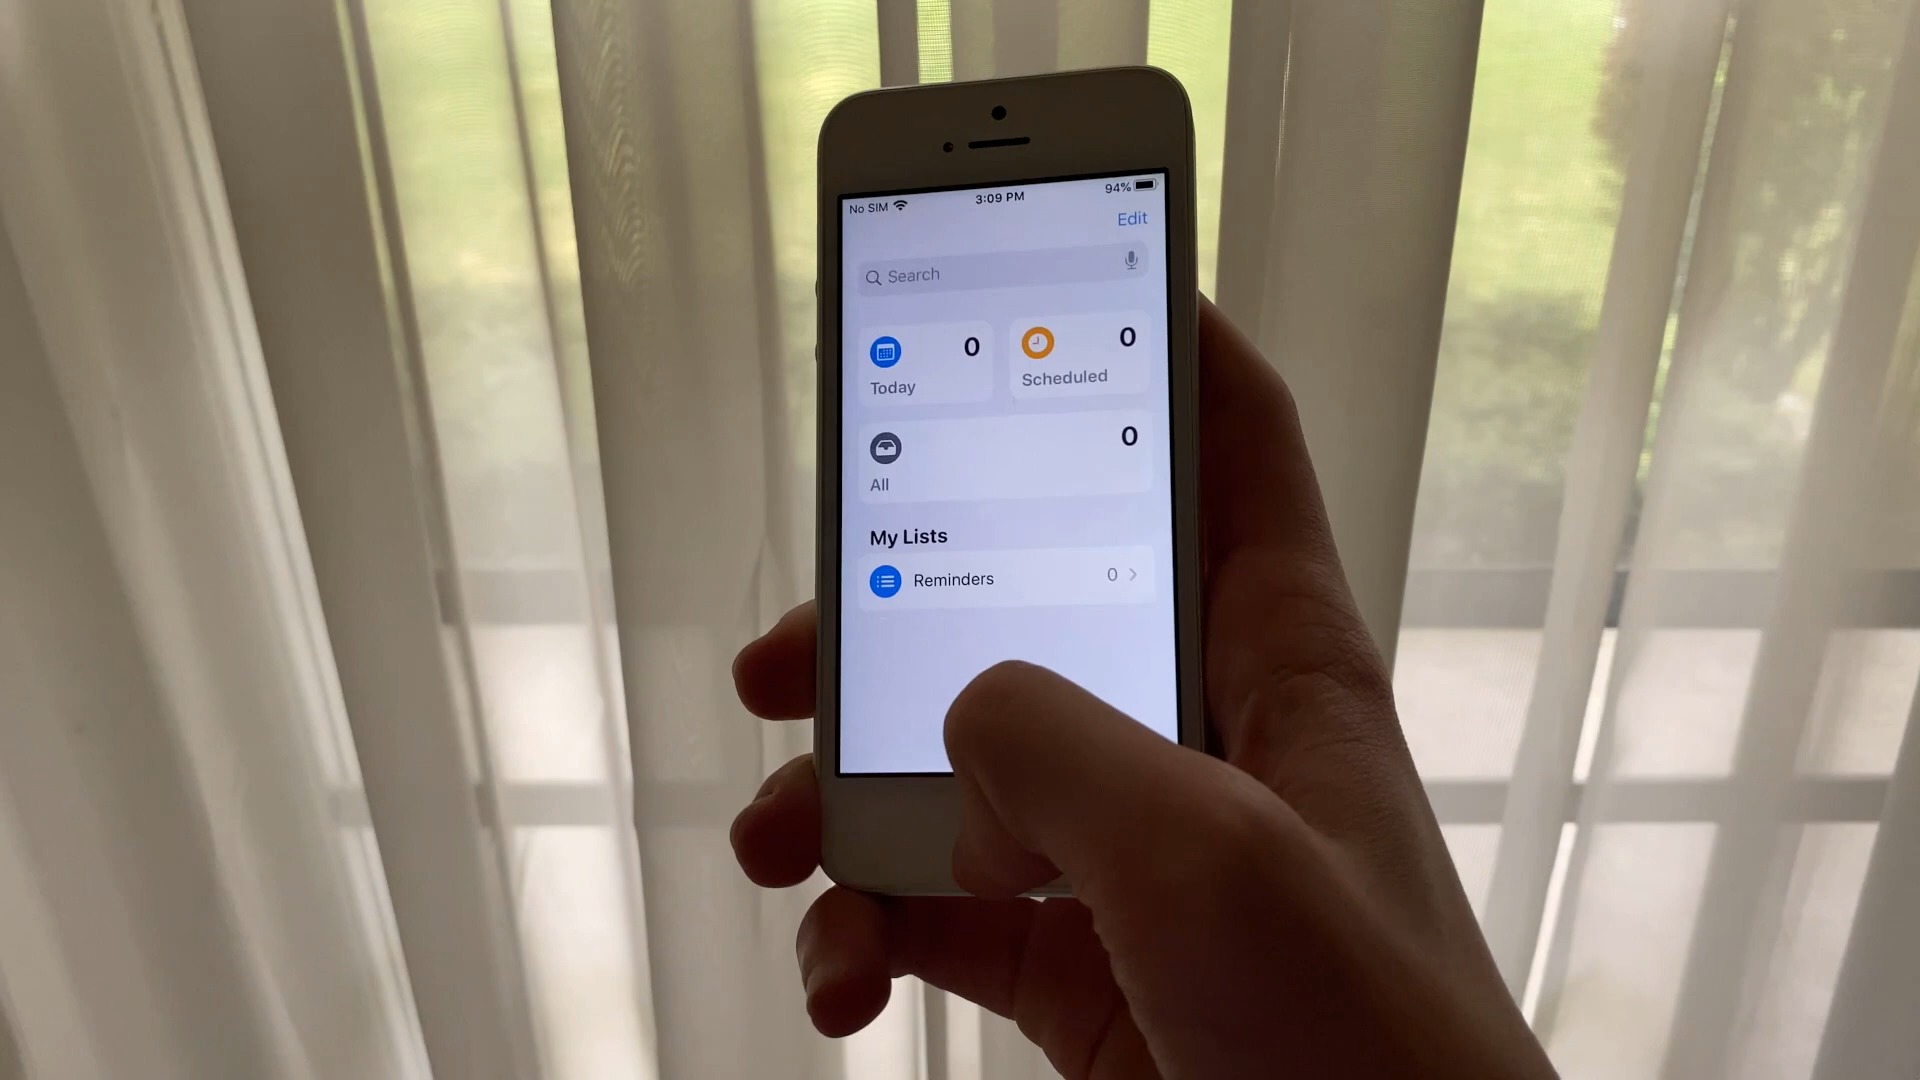 No SIM 3:09 PM 94%
Edit
Search
0 0
Today Scheduled
0
All
My Lists
Reminders 0